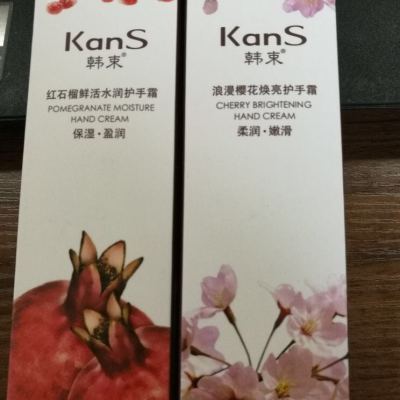 KanS
韩束®
红石榴鲜活水润护手霜
POMEGRANATE MOISTURE
HAND CREAM
保湿·盈润
KanS
韩束®
浪漫樱花焕亮护手霜
CHERRY BRIGHTENING
HAND CREAM
柔润·嫩滑